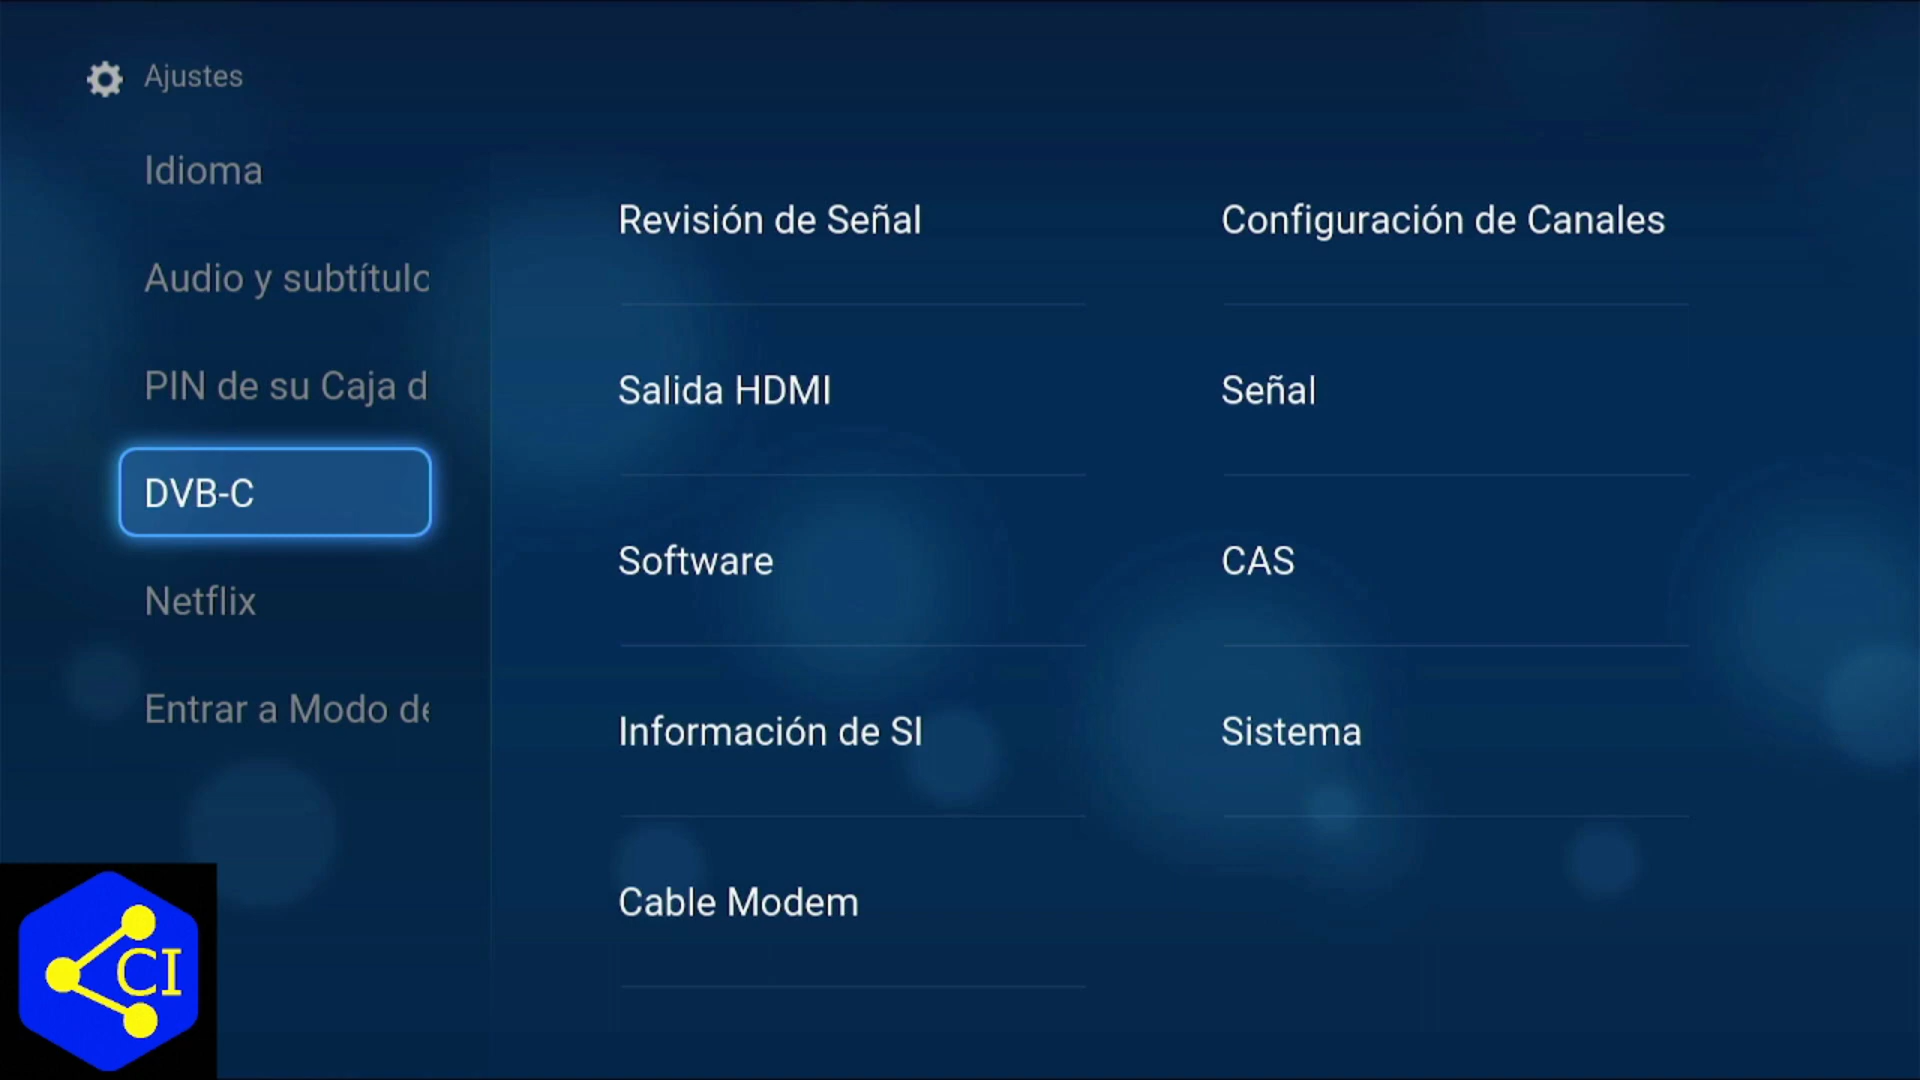 Ajustes
Idioma
Audio y subtítulo
PIN de su Caja d
DVB-C
Netflix
Entrar a Modo de
Revisión de Señal
Configuración de Canales
Salida HDMI
Señal
Software
CAS
Información de SI
Sistema
Cable Modem
CI